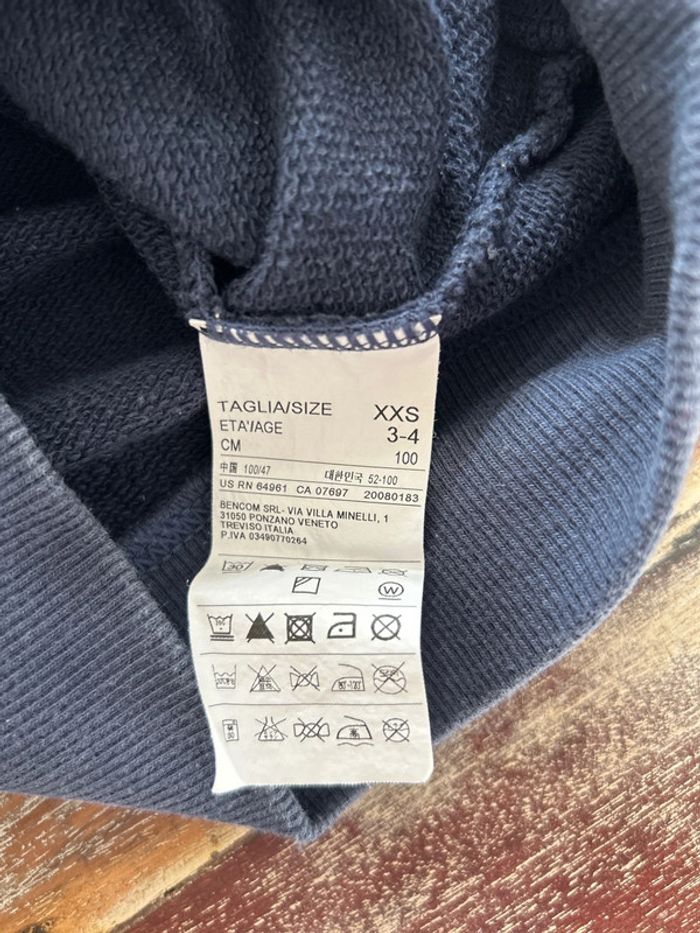 TAGLIA/SIZE XXS
ETA'/AGE 3-4
CM 100
中国 100/47 대한민국 52-100
US RN 64961 CA 07697 20080183
BENCOM SRL- VIA VILLA MINELLI, 1
31050 PONZANO VENETO
TREVISO ITALIA
P.IVA 03490770264
30
W